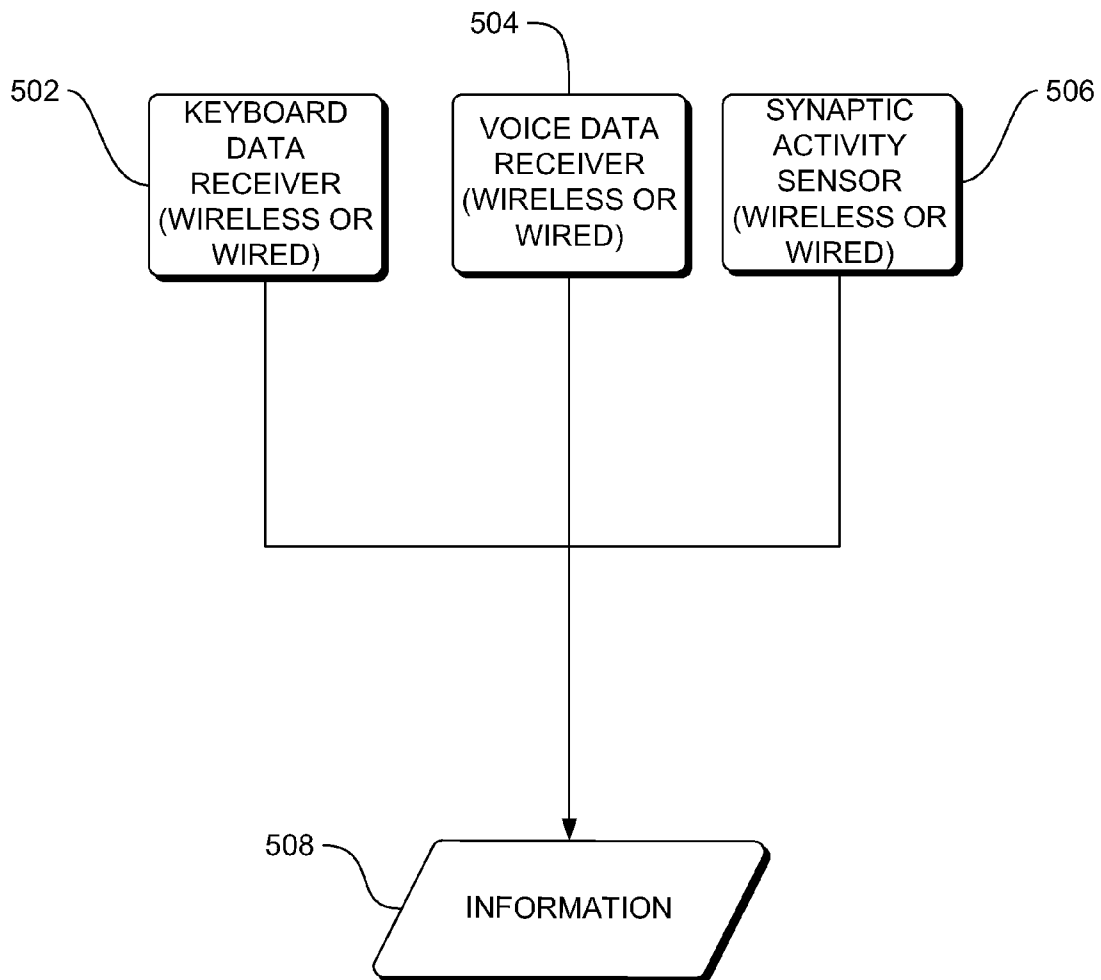 504
502
506
KEYBOARD
DATA
RECEIVER
(WIRELESS OR
WIRED)
VOICE DATA
RECEIVER
(WIRELESS OR
WIRED)
SYNAPTIC
ACTIVITY
SENSOR
(WIRELESS OR
WIRED)
508
INFORMATION